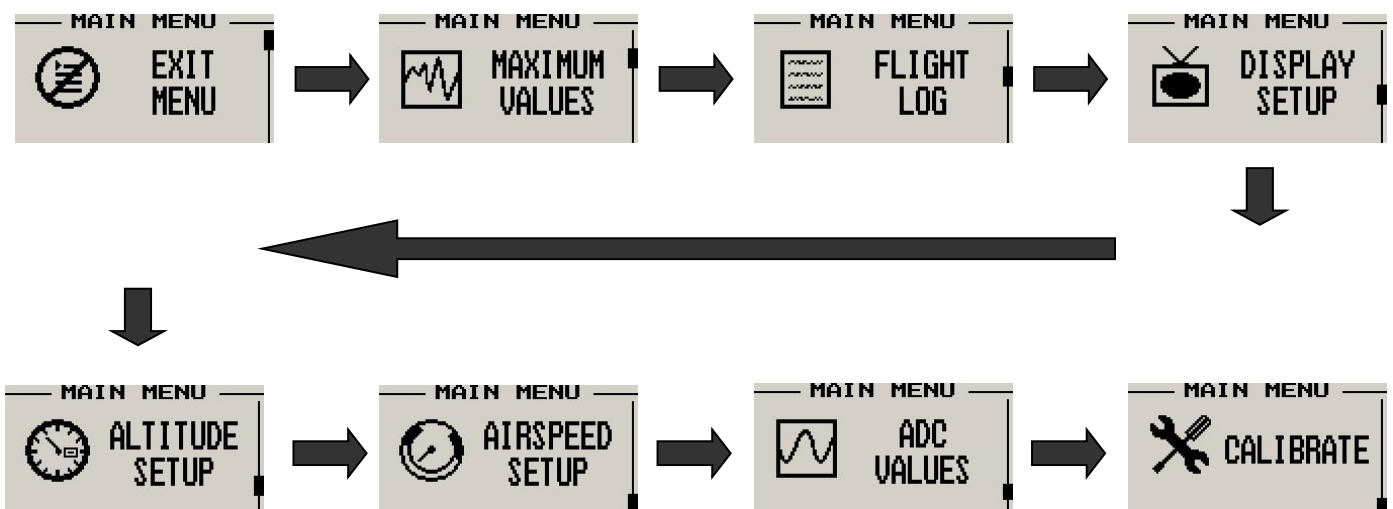 MAIN MENU
EXIT
MENU
MAIN MENU
MAXIMUM
VALUES
MAIN MENU
FLIGHT
LOG
MAIN MENU
DISPLAY
SETUP
MAIN MENU
ALTITUDE
SETUP
MAIN MENU
AIRSPEED
SETUP
MAIN MENU
ADC
VALUES
MAIN MENU
CALIBRATE